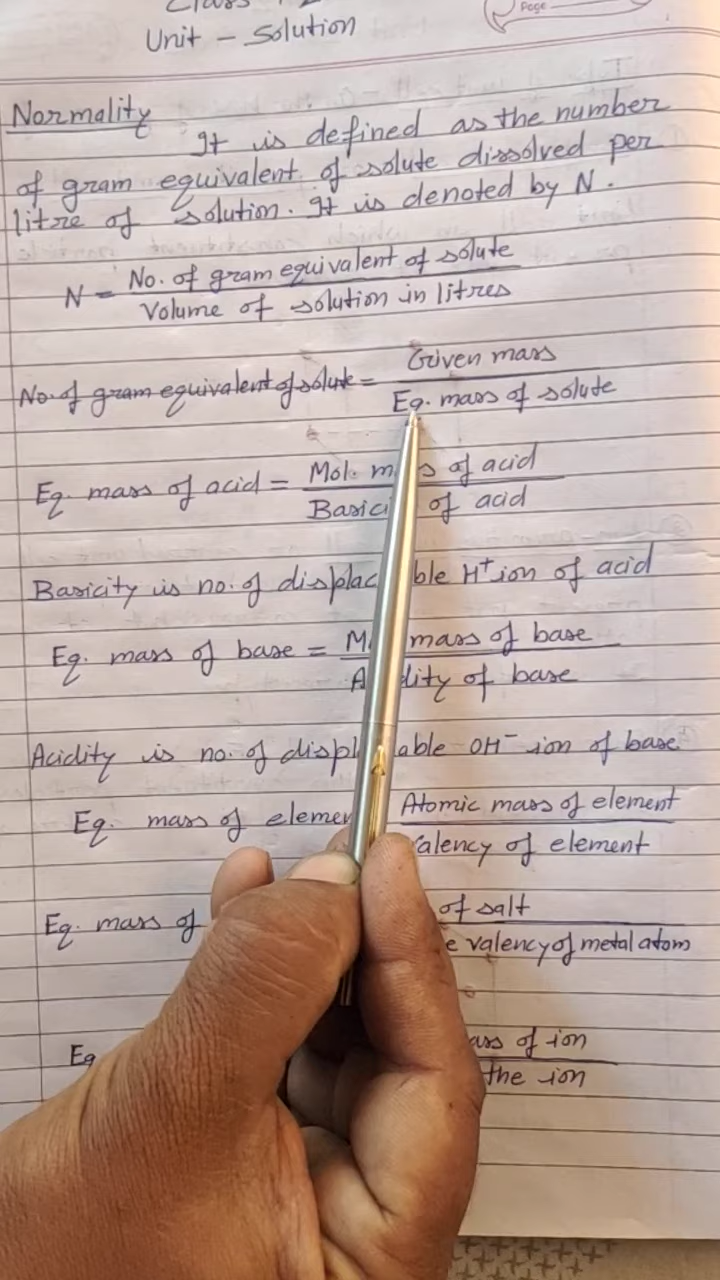 Unit - Solution
Page
Normality
It is defined as the number
of gram equivalent of solute dissolved per
litre of solution. It is denoted by N.
N = No. of gram equivalent of solute
Volume of solution in litres
No. of gram equivalent of solute = Given mass
Eq. mass of solute
Eq. mass of acid = Mol. m s of acid
Basici of acid
Basicity is no. of displac ble H⁺ ion of acid
Eq. mass of base = M mass of base
A dity of base
Acidity is no. of displ able OH⁻ ion of base
Eq. mass of elemen Atomic mass of element
alency of element
Eq. mass of of salt
e valency of metal atom
Eq ass of ion
the ion